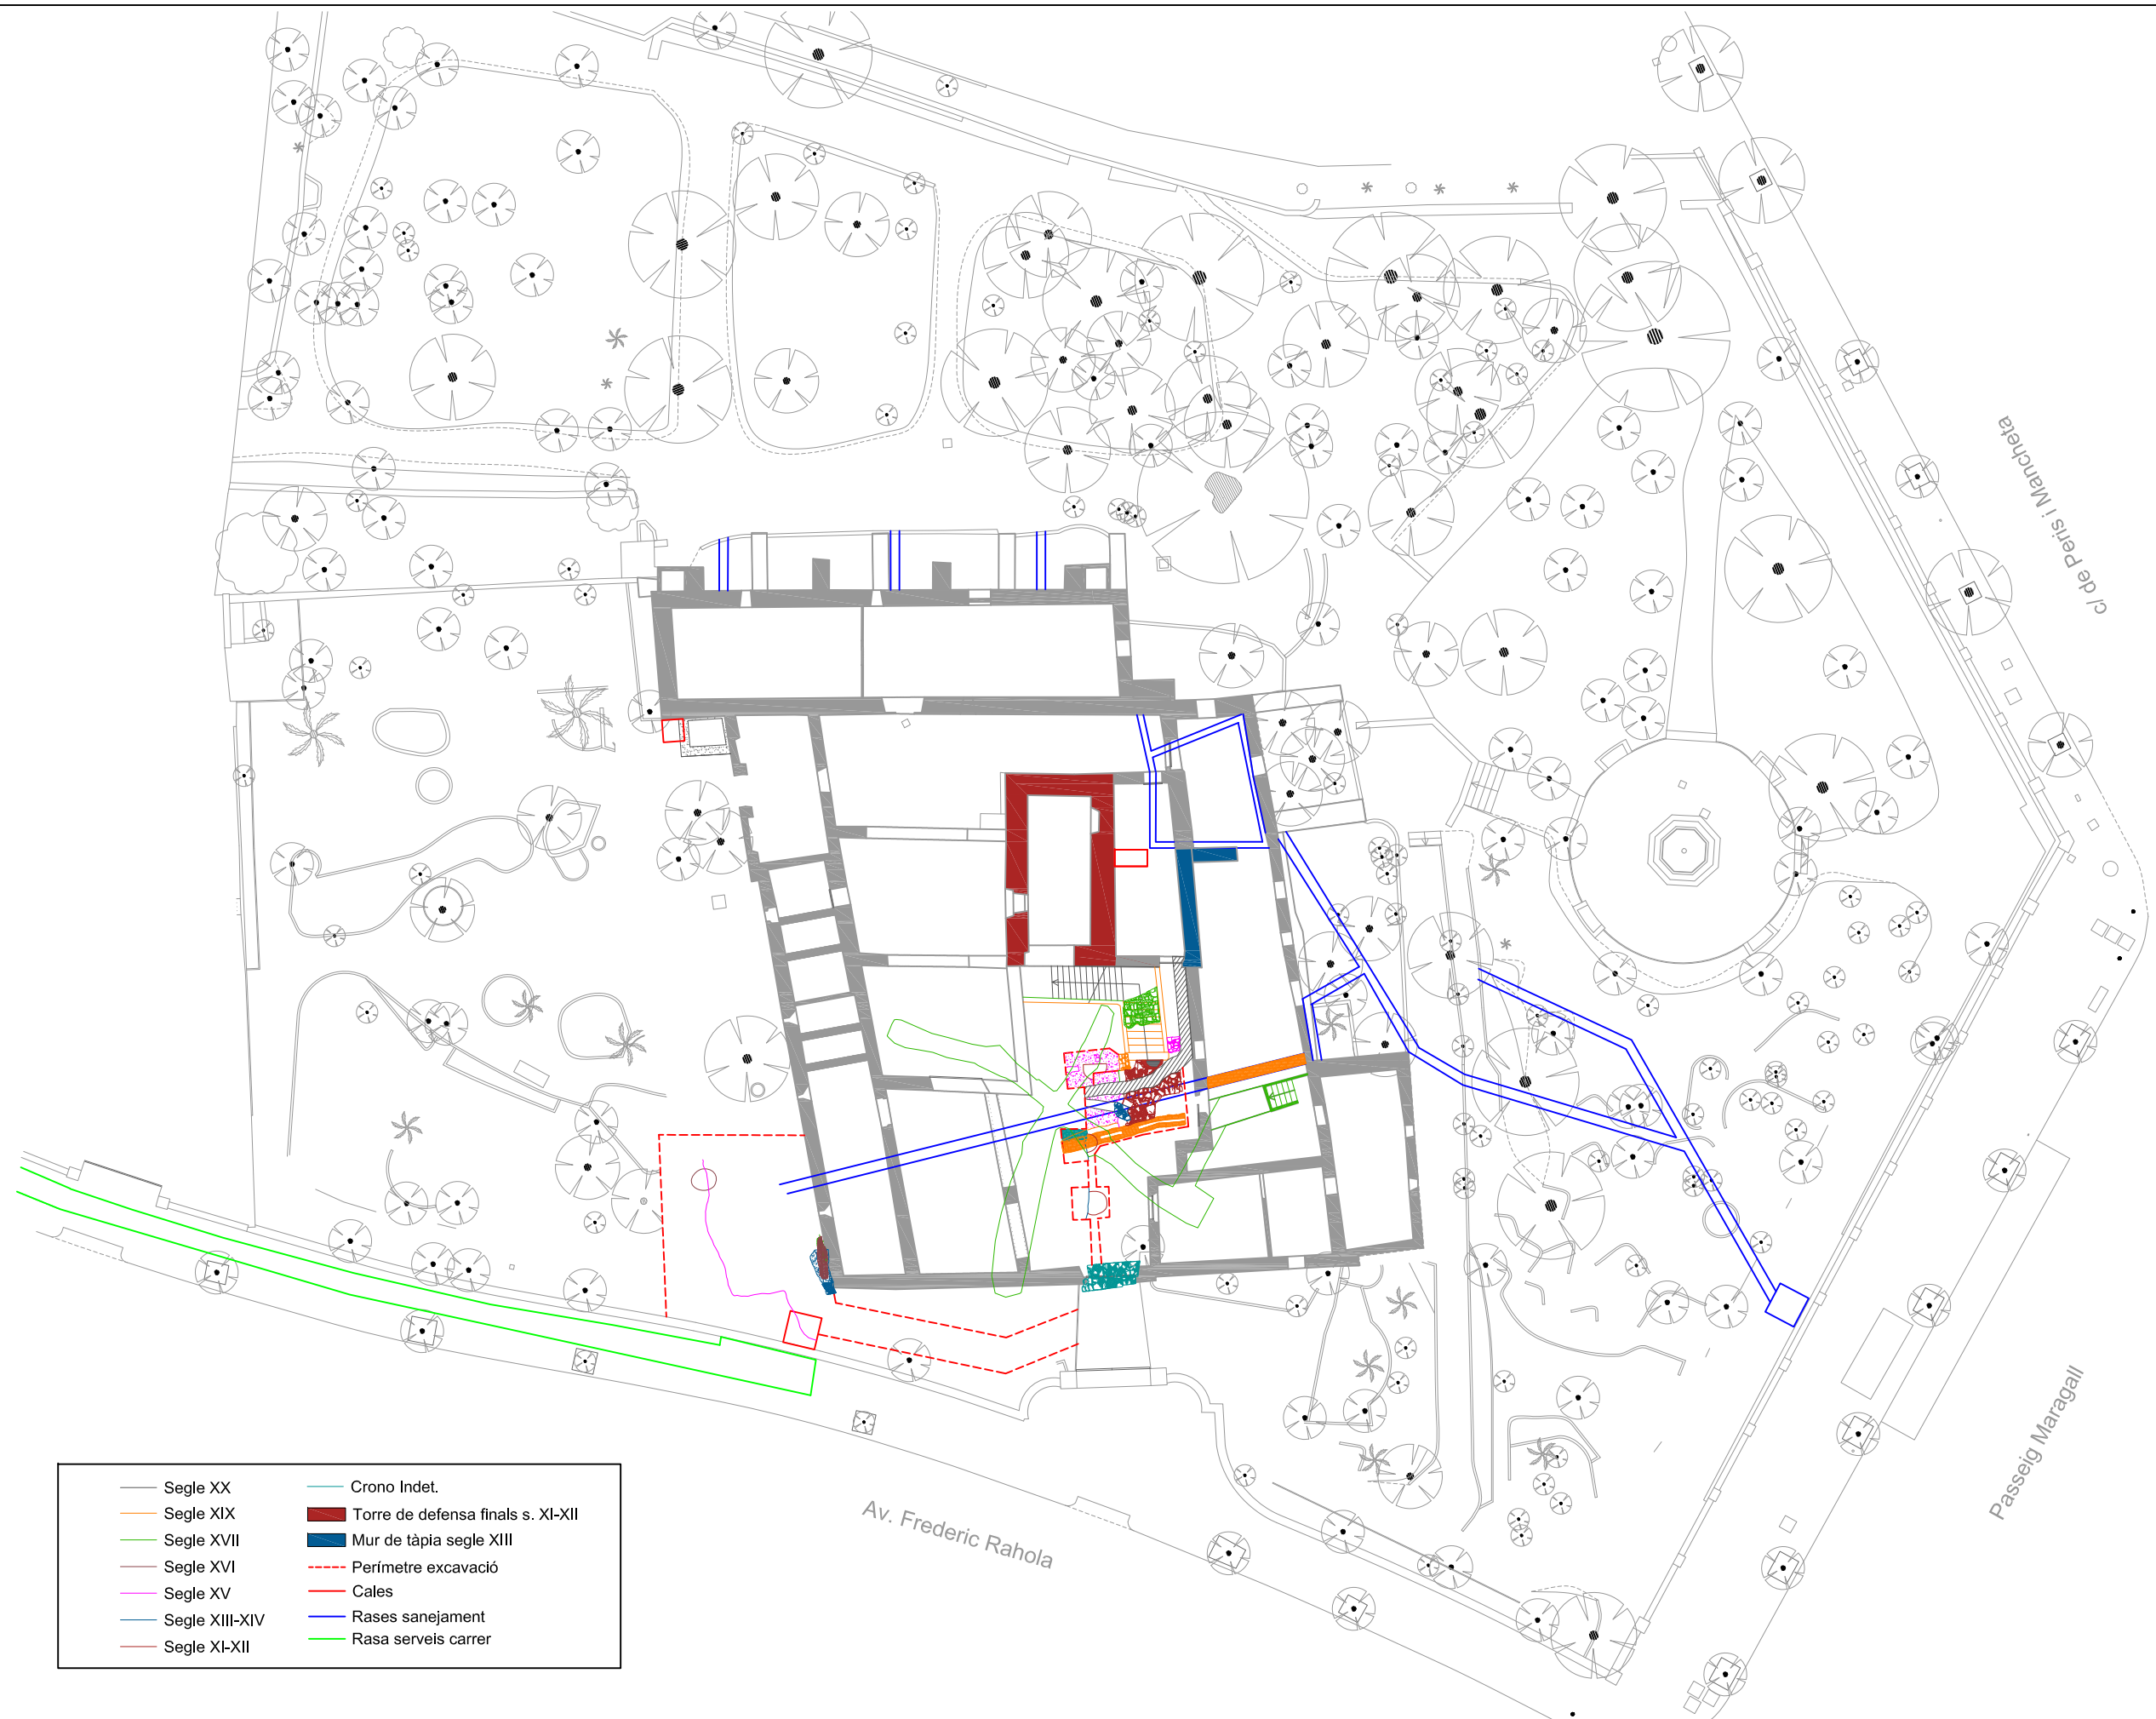 c/ de Peris i Mancheta
Passeig Maragall
Av. Frederic Rahola
Segle XX
Segle XIX
Segle XVII
Segle XVI
Segle XV
Segle XIII-XIV
Segle XI-XII
Crono Indet.
Torre de defensa finals s. XI-XII
Mur de tàpia segle XIII
Perímetre excavació
Cales
Rases sanejament
Rasa serveis carrer